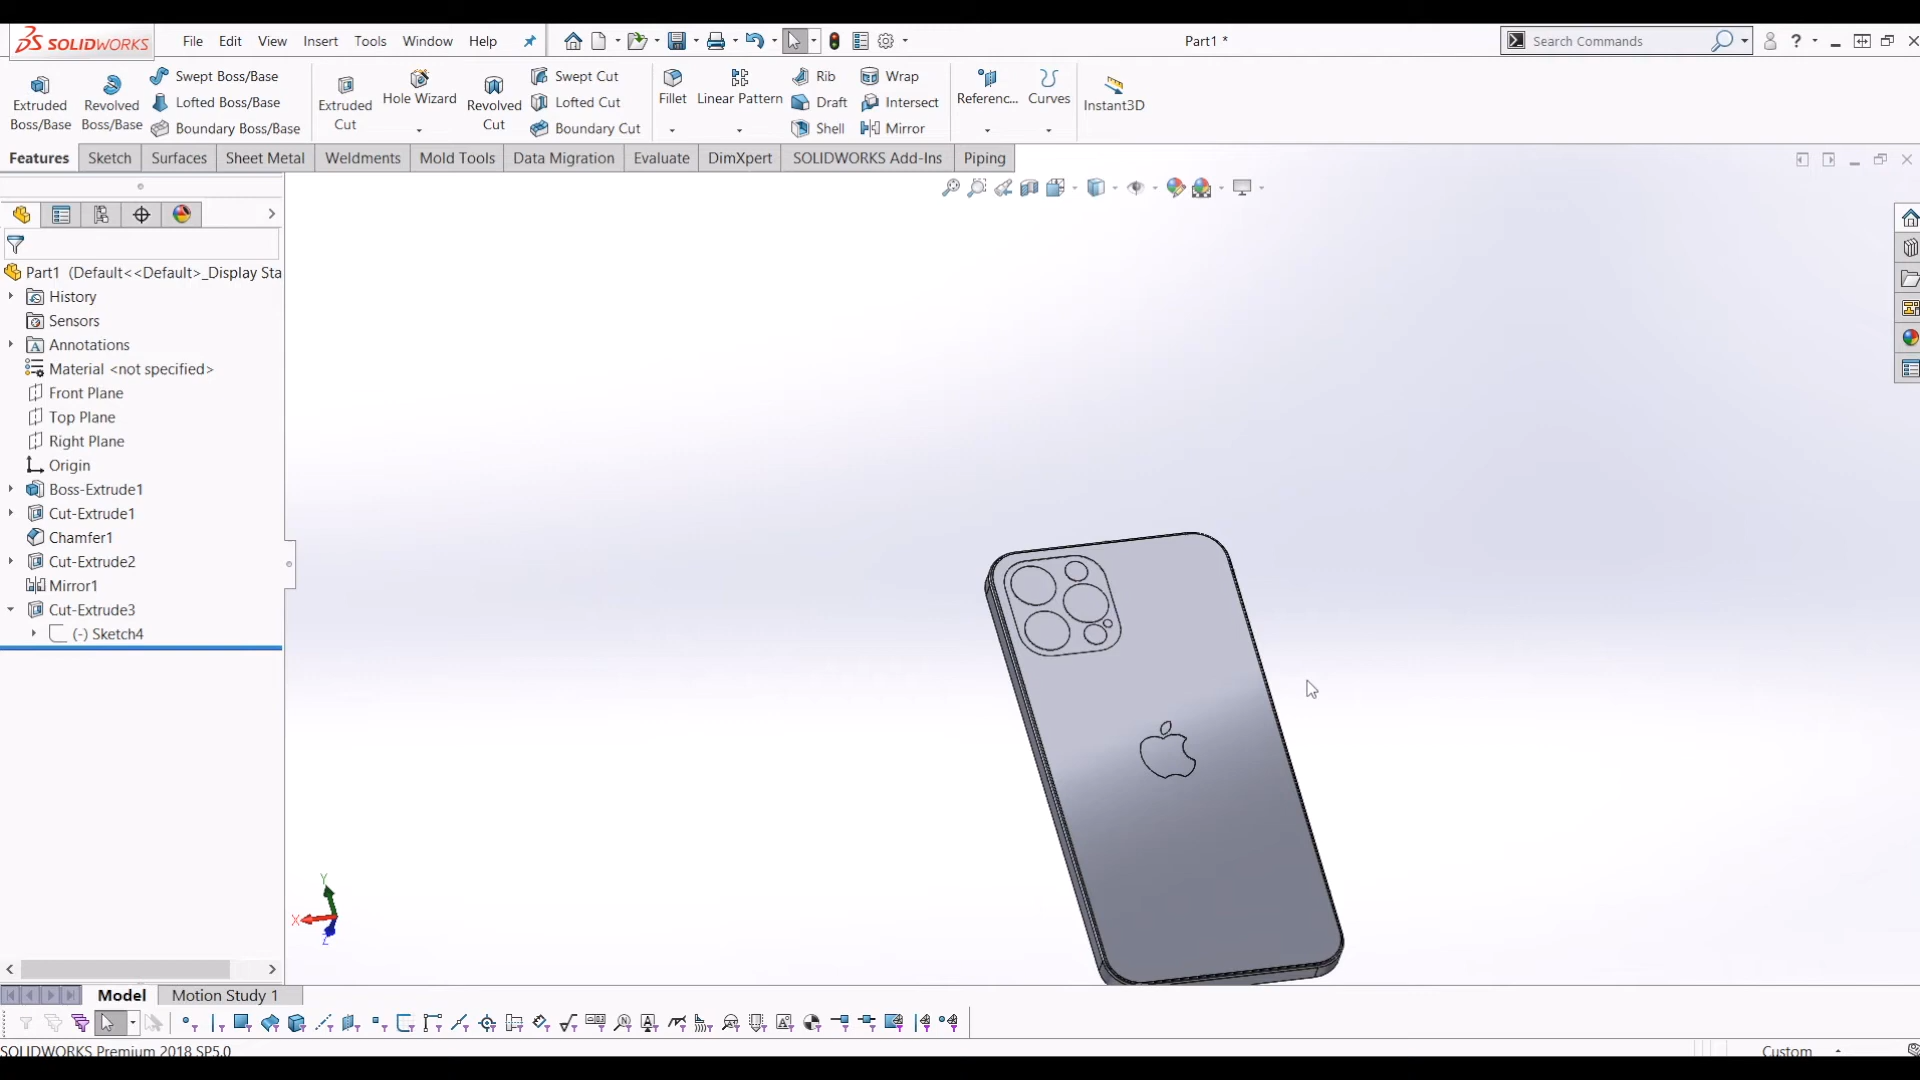 SOLIDWORKS File Edit View Insert Tools Window Help Part1 * Search Commands ?
Extruded Boss/Base Revolved Boss/Base Swept Boss/Base Lofted Boss/Base Boundary Boss/Base
Extruded Cut Hole Wizard Revolved Cut Swept Cut Lofted Cut Boundary Cut
Fillet Linear Pattern Rib Draft Shell Wrap Intersect Mirror
Referenc... Curves Instant3D
Features Sketch Surfaces Sheet Metal Weldments Mold Tools Data Migration Evaluate DimXpert SOLIDWORKS Add-Ins Piping
Part1 (Default<<Default>_Display Sta
History
Sensors
Annotations
Material <not specified>
Front Plane
Top Plane
Right Plane
Origin
Boss-Extrude1
Cut-Extrude1
Chamfer1
Cut-Extrude2
Mirror1
Cut-Extrude3
(-) Sketch4
Y
X
Z
Model Motion Study 1
SOLIDWORKS Premium 2018 SP5.0 Custom